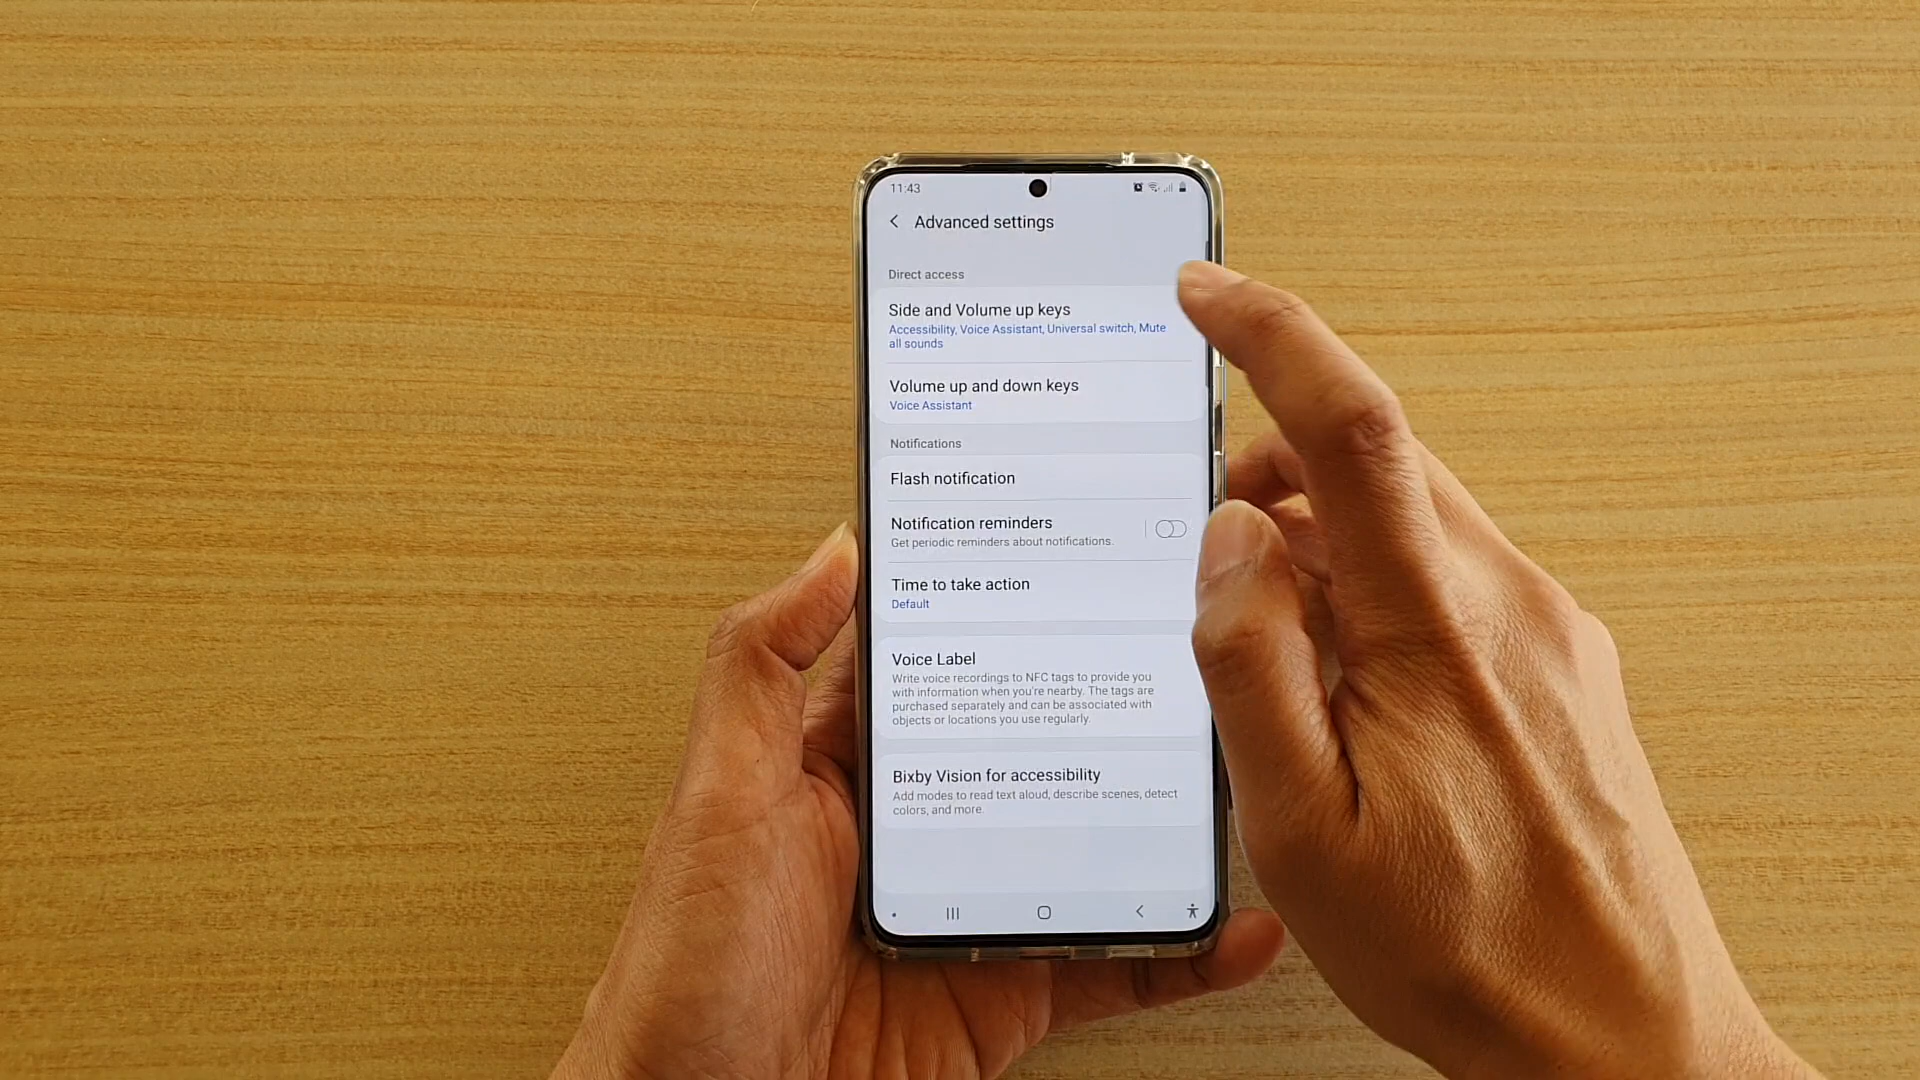 11:43
Advanced settings
Direct access
Side and Volume up keys
Accessibility, Voice Assistant, Universal switch, Mute
all sounds
Volume up and down keys
Voice Assistant
Notifications
Flash notification
Notification reminders
Get periodic reminders about notifications.
Time to take action
Default
Voice Label
Write voice recordings to NFC tags to provide you
with information when you're nearby. The tags are
purchased separately and can be associated with
objects or locations you use regularly.
Bixby Vision for accessibility
Add modes to read text aloud, describe scenes, detect
colors, and more.